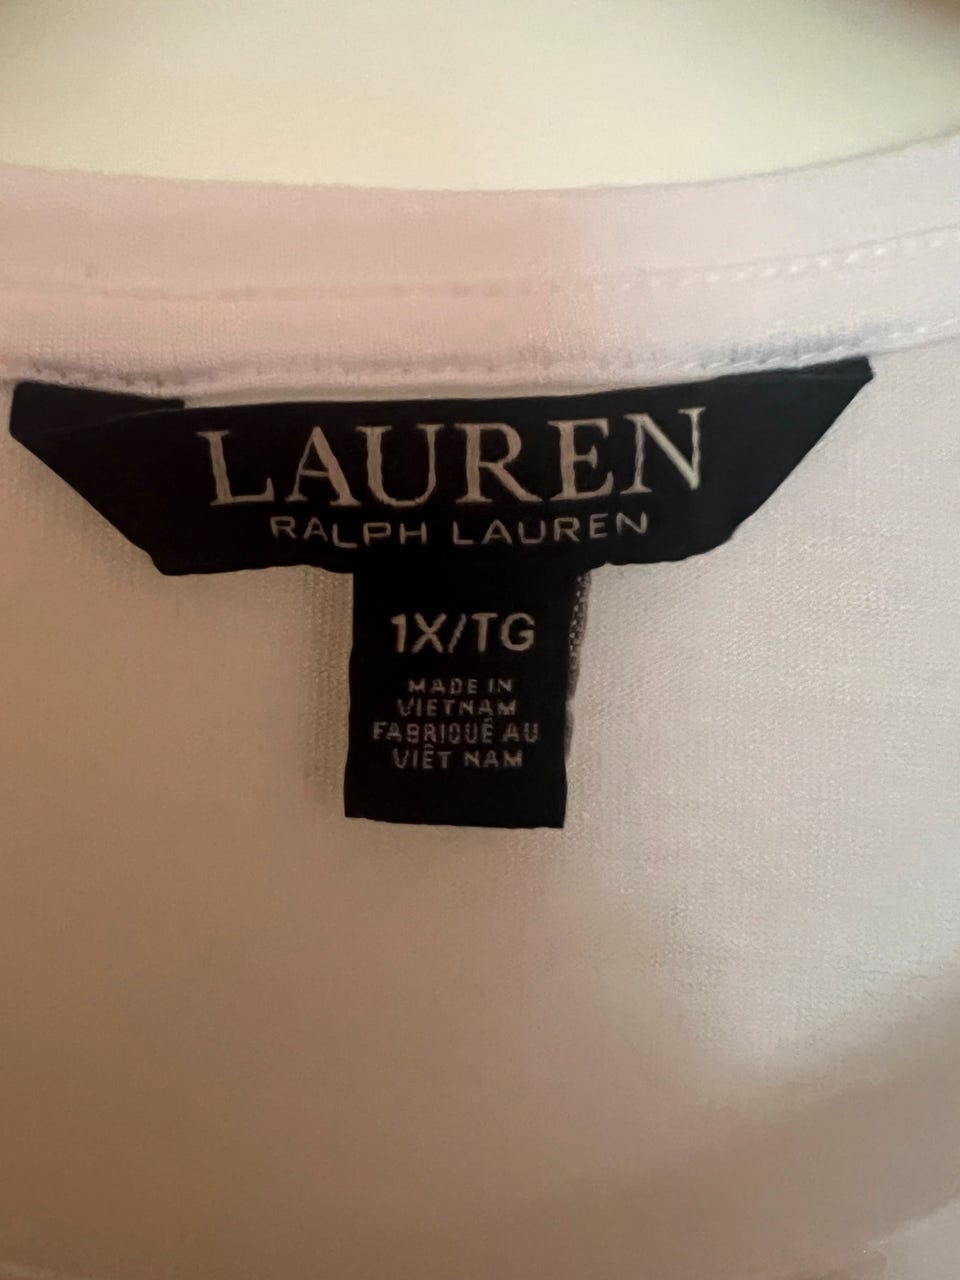 LAUREN
RALPH LAUREN
1X/TG
MADE IN
VIETNAM
FABRIQUÉ AU
VIÊT NAM